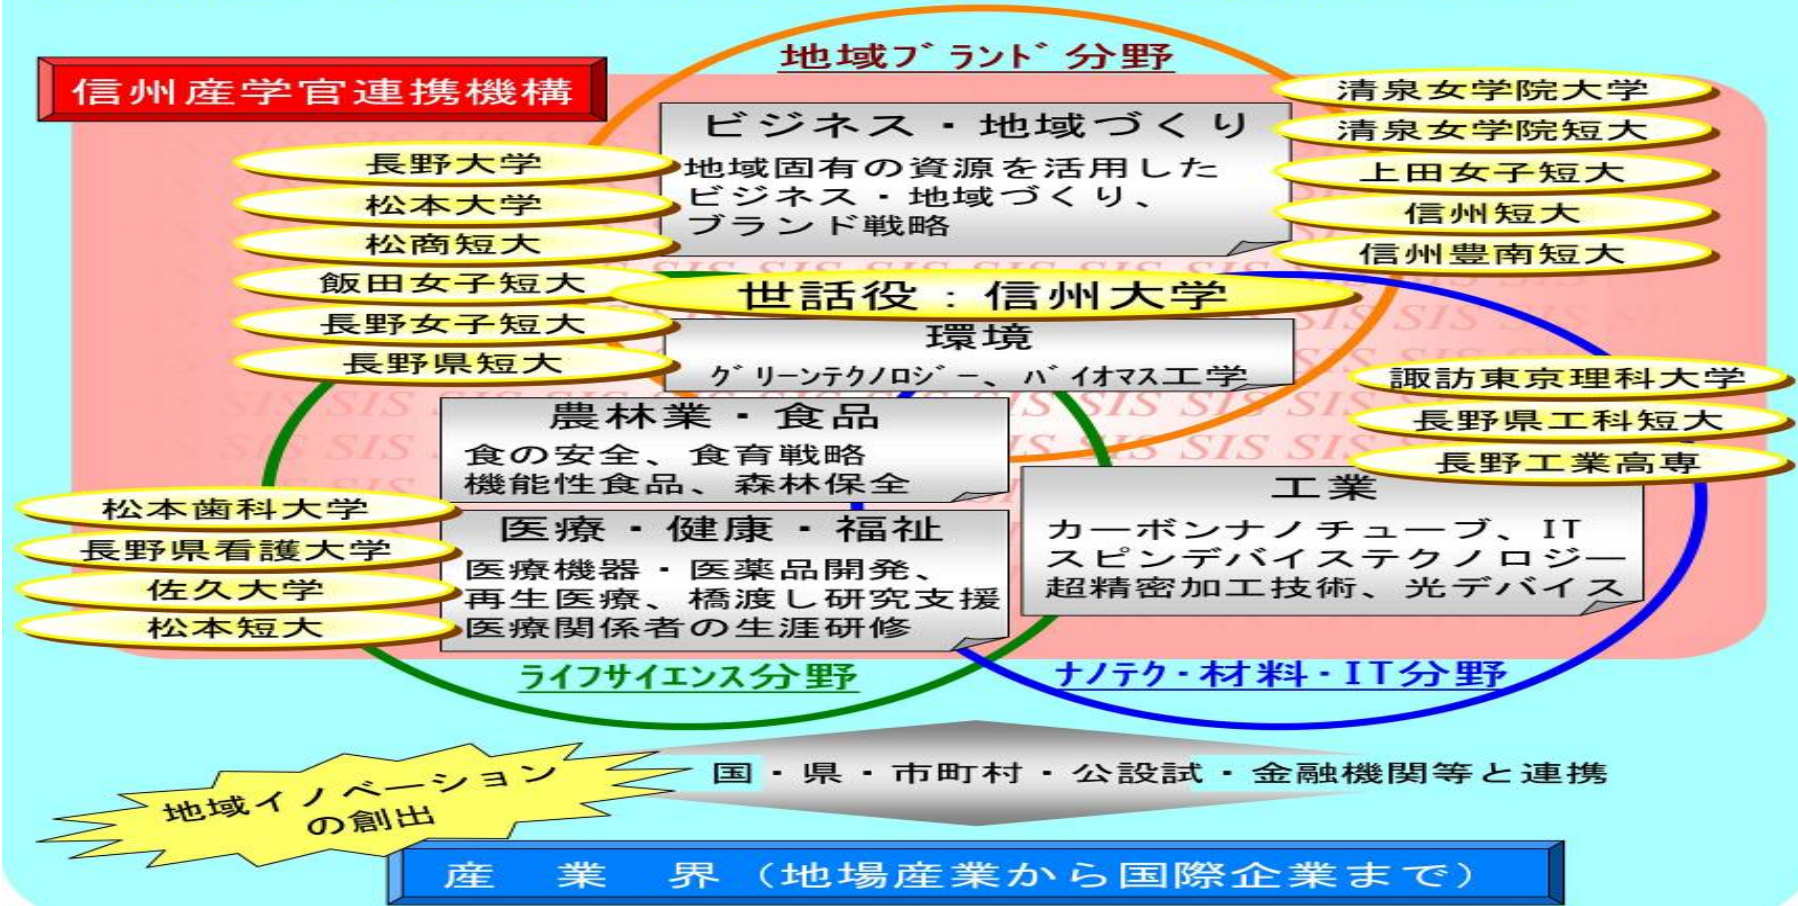 地域ブランド分野
信州産学官連携機構
ビジネス・地域づくり
地域固有の資源を活用した
ビジネス・地域づくり、
ブランド戦略
長野大学
松本大学
松商短大
飯田女子短大
長野女子短大
長野県短大
清泉女学院大学
清泉女学院短大
上田女子短大
信州短大
信州豊南短大
世話役：信州大学
環境
グリーンテクノロジー、バイオマス工学
諏訪東京理科大学
長野県工科短大
長野工業高専
農林業・食品
食の安全、食育戦略
機能性食品、森林保全
工業
カーボンナノチューブ、IT
スピンデバイステクノロジー
超精密加工技術、光デバイス
松本歯科大学
長野県看護大学
佐久大学
松本短大
医療・健康・福祉
医療機器・医薬品開発、
再生医療、橋渡し研究支援
医療関係者の生涯研修
ライフサイエンス分野
ナノテク・材料・IT分野
国・県・市町村・公設試・金融機関等と連携
地域イノベーション
の創出
産　業　界（地場産業から国際企業まで）